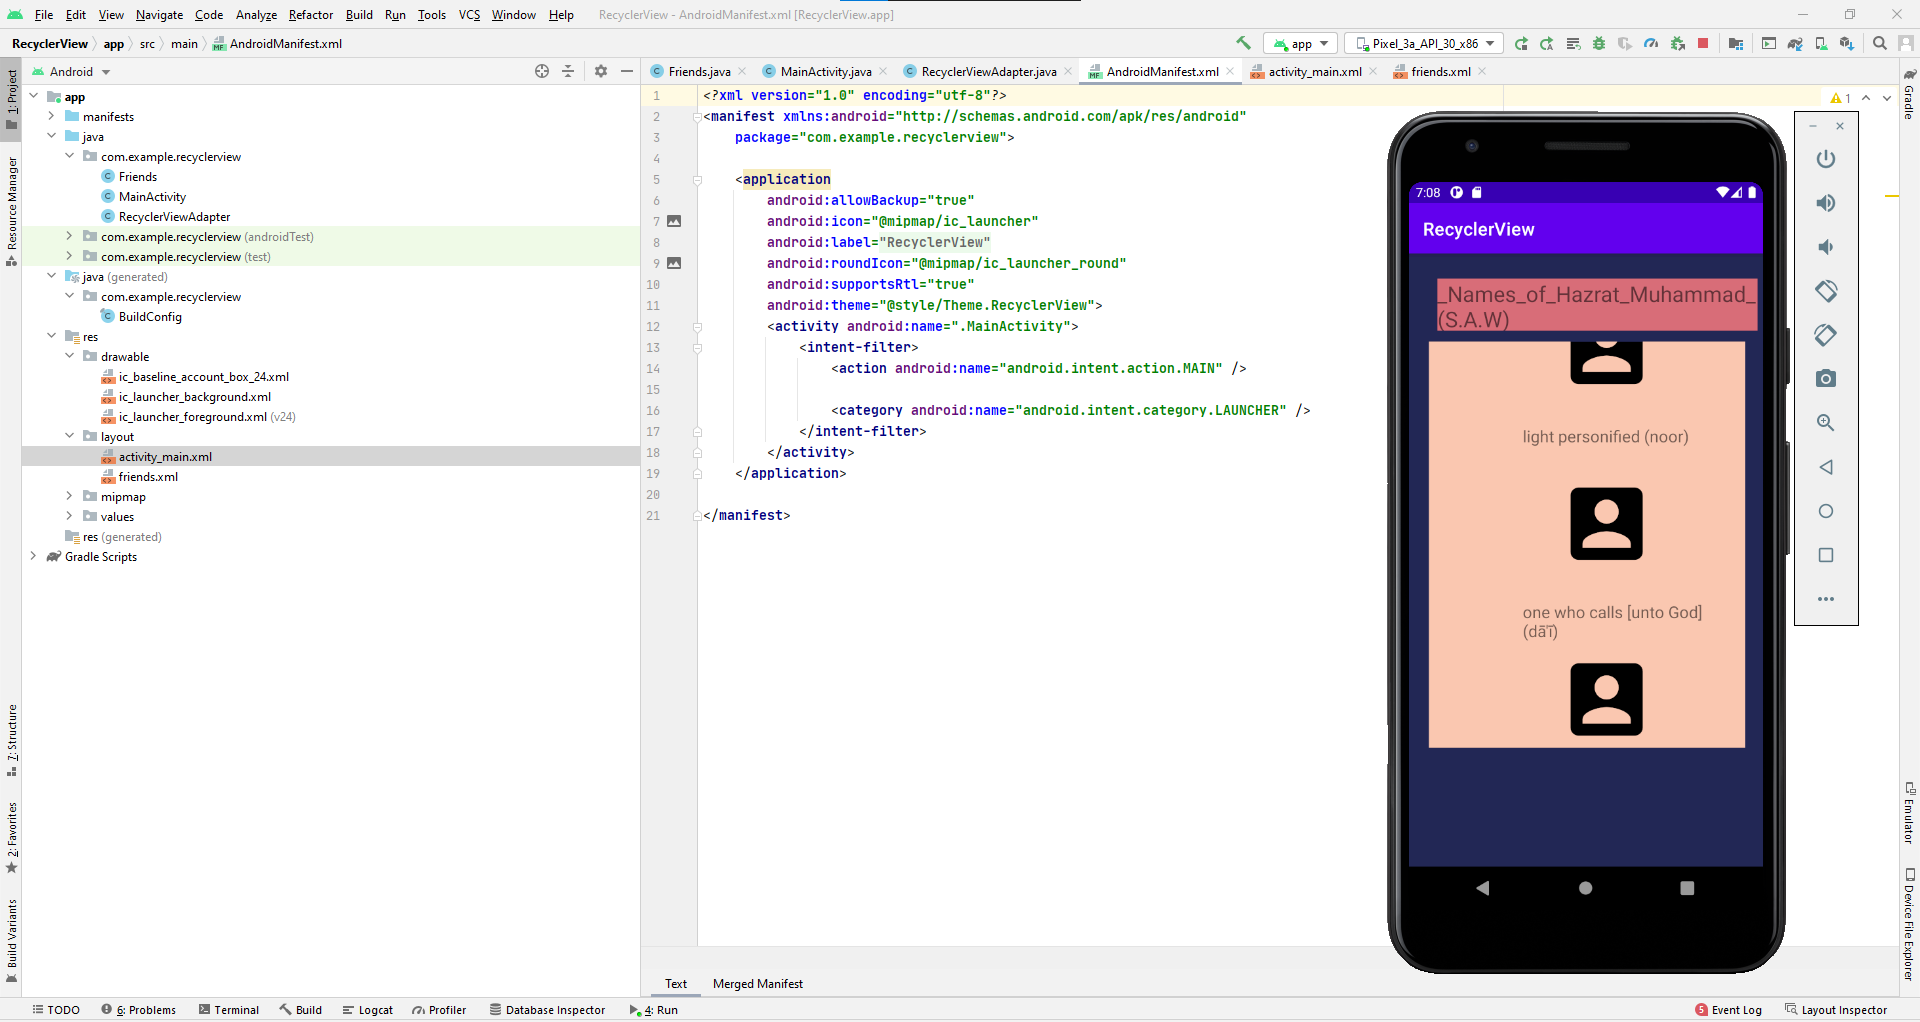 File Edit View Navigate Code Analyze Refactor Build Run Tools VCS Window Help RecyclerView - AndroidManifest.xml [RecyclerView.app]
RecyclerView app src main AndroidManifest.xml app Pixel_3a_API_30_x86
Android
Friends.java MainActivity.java RecyclerViewAdapter.java AndroidManifest.xml activity_main.xml friends.xml
1: Project
Resource Manager
7: Structure
2: Favorites
Build Variants
app
manifests
java
com.example.recyclerview
Friends
MainActivity
RecyclerViewAdapter
com.example.recyclerview (androidTest)
com.example.recyclerview (test)
java (generated)
com.example.recyclerview
BuildConfig
res
drawable
ic_baseline_account_box_24.xml
ic_launcher_background.xml
ic_launcher_foreground.xml (v24)
layout
activity_main.xml
friends.xml
mipmap
values
res (generated)
Gradle Scripts
1 <?xml version="1.0" encoding="utf-8"?>
2 <manifest xmlns:android="http://schemas.android.com/apk/res/android"
3 package="com.example.recyclerview">
4
5 <application
6 android:allowBackup="true"
7 android:icon="@mipmap/ic_launcher"
8 android:label="RecyclerView"
9 android:roundIcon="@mipmap/ic_launcher_round"
10 android:supportsRtl="true"
11 android:theme="@style/Theme.RecyclerView">
12 <activity android:name=".MainActivity">
13 <intent-filter>
14 <action android:name="android.intent.action.MAIN" />
15
16 <category android:name="android.intent.category.LAUNCHER" />
17 </intent-filter>
18 </activity>
19 </application>
20
21 </manifest>
1
7:08
RecyclerView
_Names_of_Hazrat_Muhammad_
(S.A.W)
light personified (noor)
one who calls [unto God]
(dāʿī)
Gradle
Emulator
Device File Explorer
Text Merged Manifest
TODO 6: Problems Terminal Build Logcat Profiler Database Inspector 4: Run 5 Event Log Layout Inspector